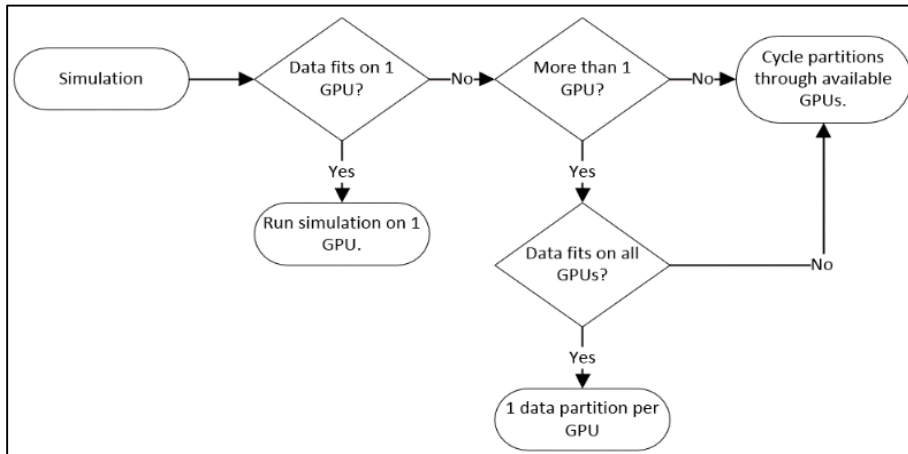 Simulation
Data fits on 1
GPU?
No
More than 1
GPU?
No
Cycle partitions
through available
GPUs.
Yes
Run simulation on 1
GPU.
Yes
Data fits on all
GPUs?
No
Yes
1 data partition per
GPU